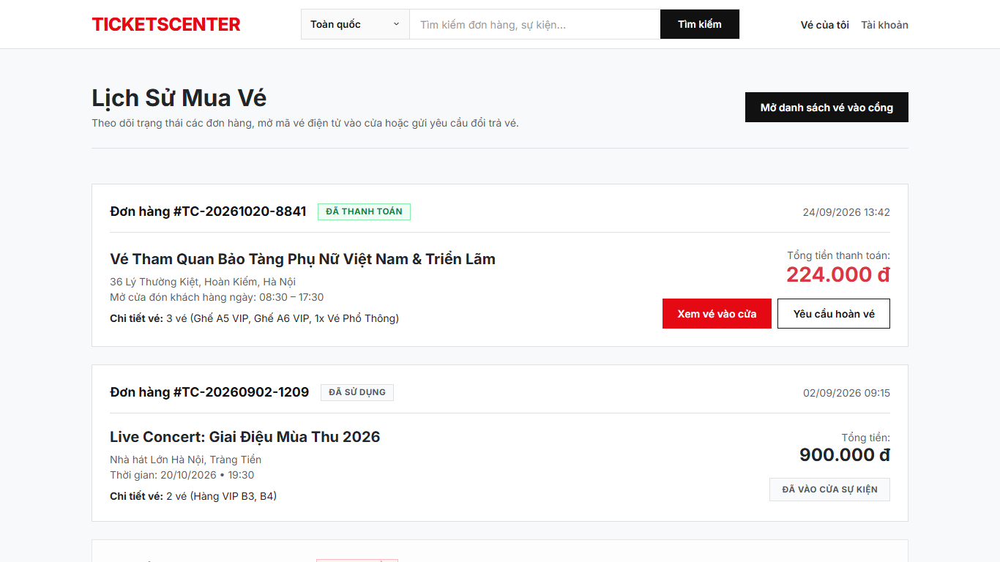 TICKETSCENTER
Toàn quốc
Tìm kiếm đơn hàng, sự kiện...
Tìm kiếm
Vé của tôi
Tài khoản
Lịch Sử Mua Vé
Theo dõi trạng thái các đơn hàng, mở mã vé điện tử vào cửa hoặc gửi yêu cầu đổi trả vé.
Mở danh sách vé vào cổng
Đơn hàng #TC-20261020-8841
ĐÃ THANH TOÁN
24/09/2026 13:42
Vé Tham Quan Bảo Tàng Phụ Nữ Việt Nam & Triển Lãm
36 Lý Thường Kiệt, Hoàn Kiếm, Hà Nội
Mở cửa đón khách hàng ngày: 08:30 – 17:30
Chi tiết vé: 3 vé (Ghế A5 VIP, Ghế A6 VIP, 1x Vé Phổ Thông)
Tổng tiền thanh toán:
224.000 đ
Xem vé vào cửa
Yêu cầu hoàn vé
Đơn hàng #TC-20260902-1209
ĐÃ SỬ DỤNG
02/09/2026 09:15
Live Concert: Giai Điệu Mùa Thu 2026
Nhà hát Lớn Hà Nội, Tràng Tiền
Thời gian: 20/10/2026 • 19:30
Chi tiết vé: 2 vé (Hàng VIP B3, B4)
Tổng tiền:
900.000 đ
ĐÃ VÀO CỬA SỰ KIỆN